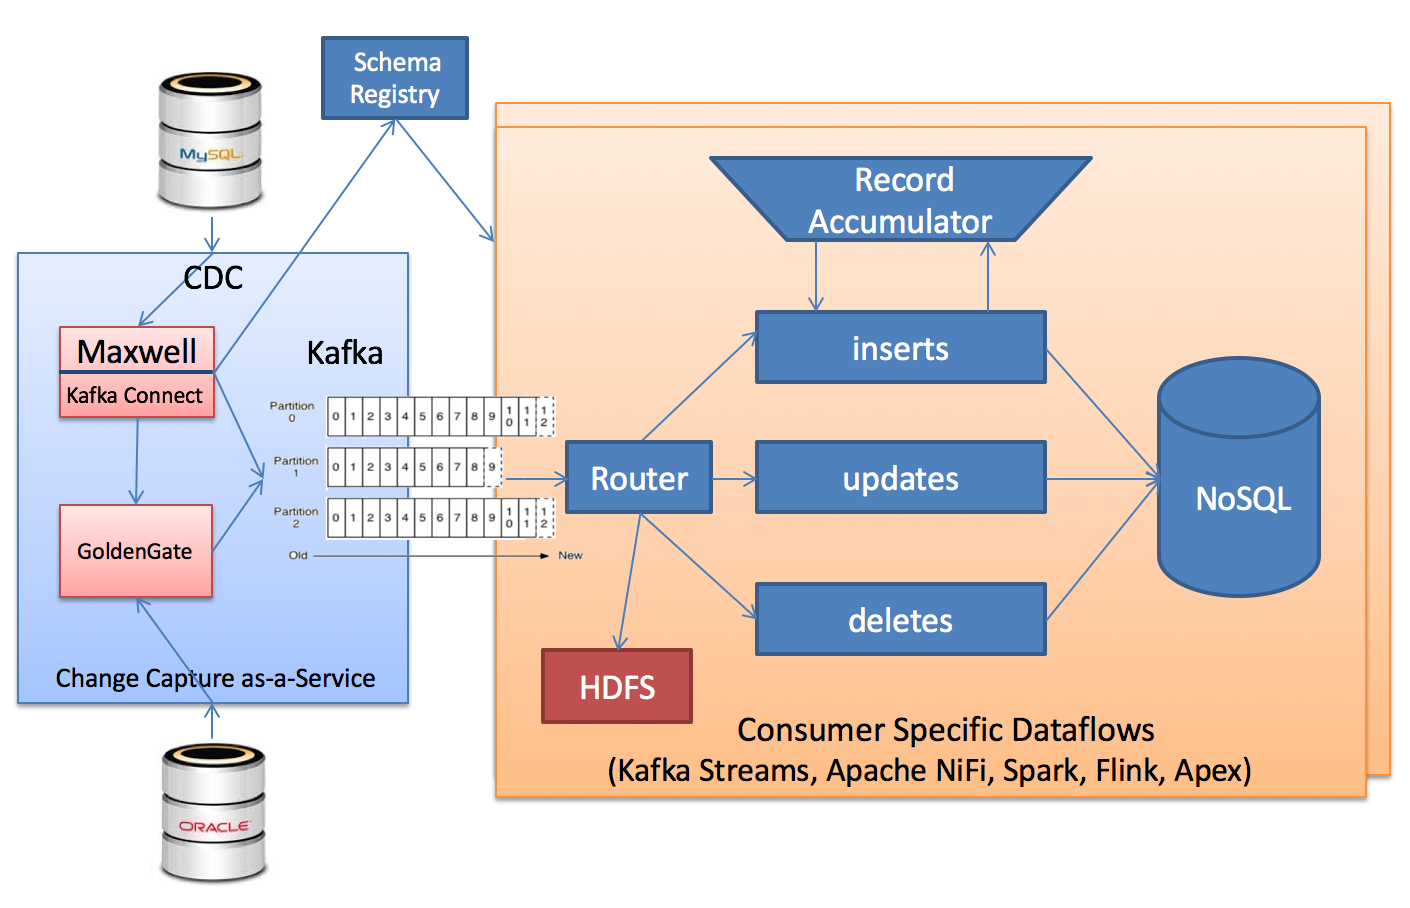 Schema
Registry
MySQL
CDC
Maxwell
Kafka Connect
Kafka
GoldenGate
Change Capture as-a-Service
ORACLE
Partition
0
0 1 2 3 4 5 6 7 8 9 10 11 12
Partition
1
0 1 2 3 4 5 6 7 8 9
Partition
2
0 1 2 3 4 5 6 7 8 9 10 11 12
Old New
Record
Accumulator
inserts
Router
updates
deletes
HDFS
NoSQL
Consumer Specific Dataflows
(Kafka Streams, Apache NiFi, Spark, Flink, Apex)